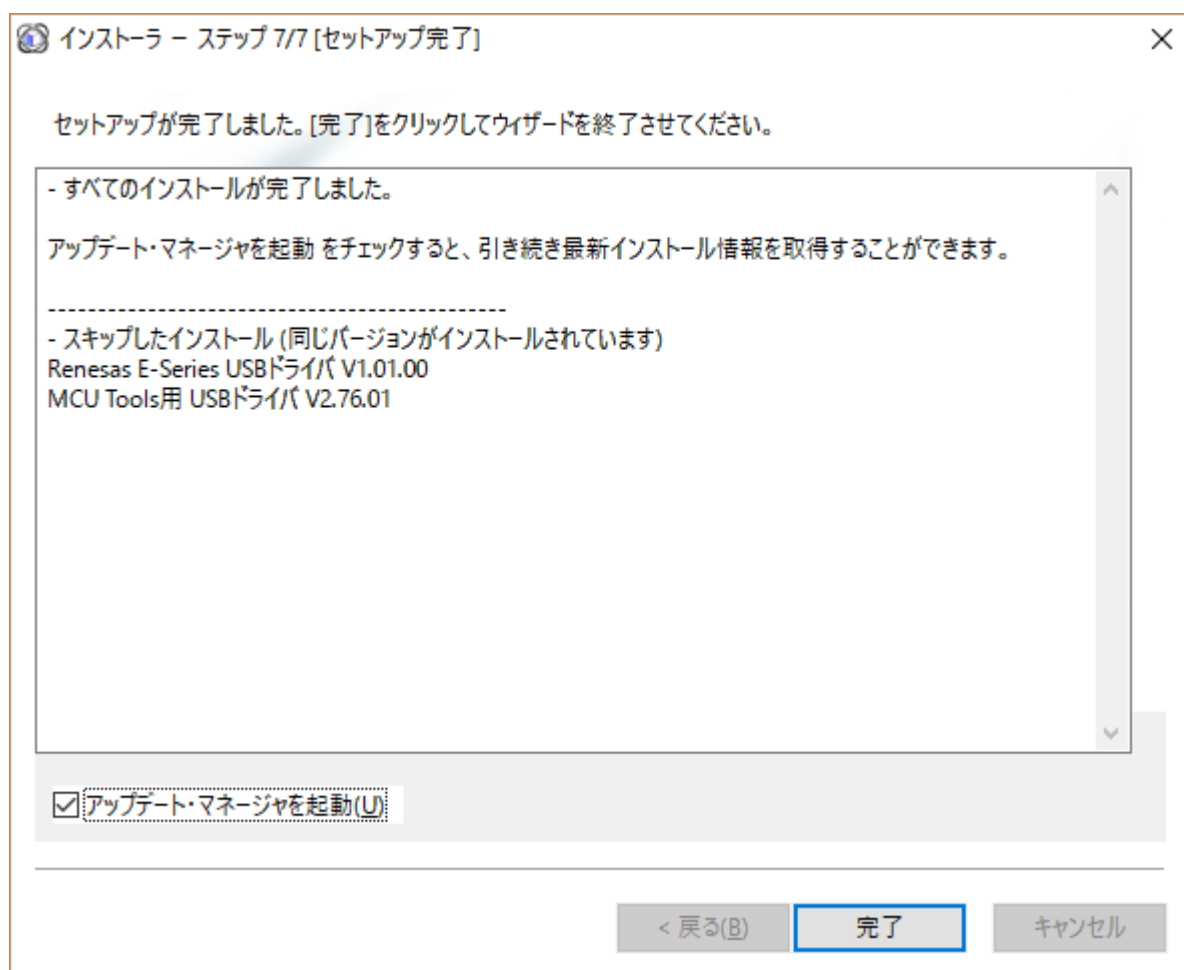 インストーラ － ステップ 7/7 [セットアップ完了]
セットアップが完了しました。[完了]をクリックしてウィザードを終了させてください。
- すべてのインストールが完了しました。
アップデート・マネージャを起動 をチェックすると、引き続き最新インストール情報を取得することができます。
----------------------------------------------
- スキップしたインストール (同じバージョンがインストールされています)
Renesas E-Series USBドライバ V1.01.00
MCU Tools用 USBドライバ V2.76.01
アップデート・マネージャを起動(U)
< 戻る(B)
完了
キャンセル